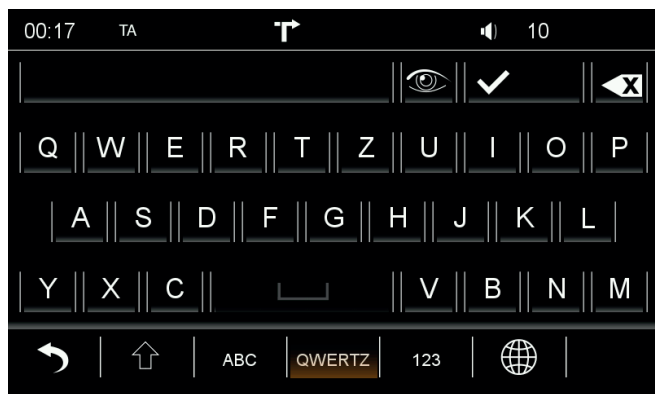 00:17 TA 10
Q W E R T Z U I O P
A S D F G H J K L
Y X C V B N M
ABC QWERTZ 123